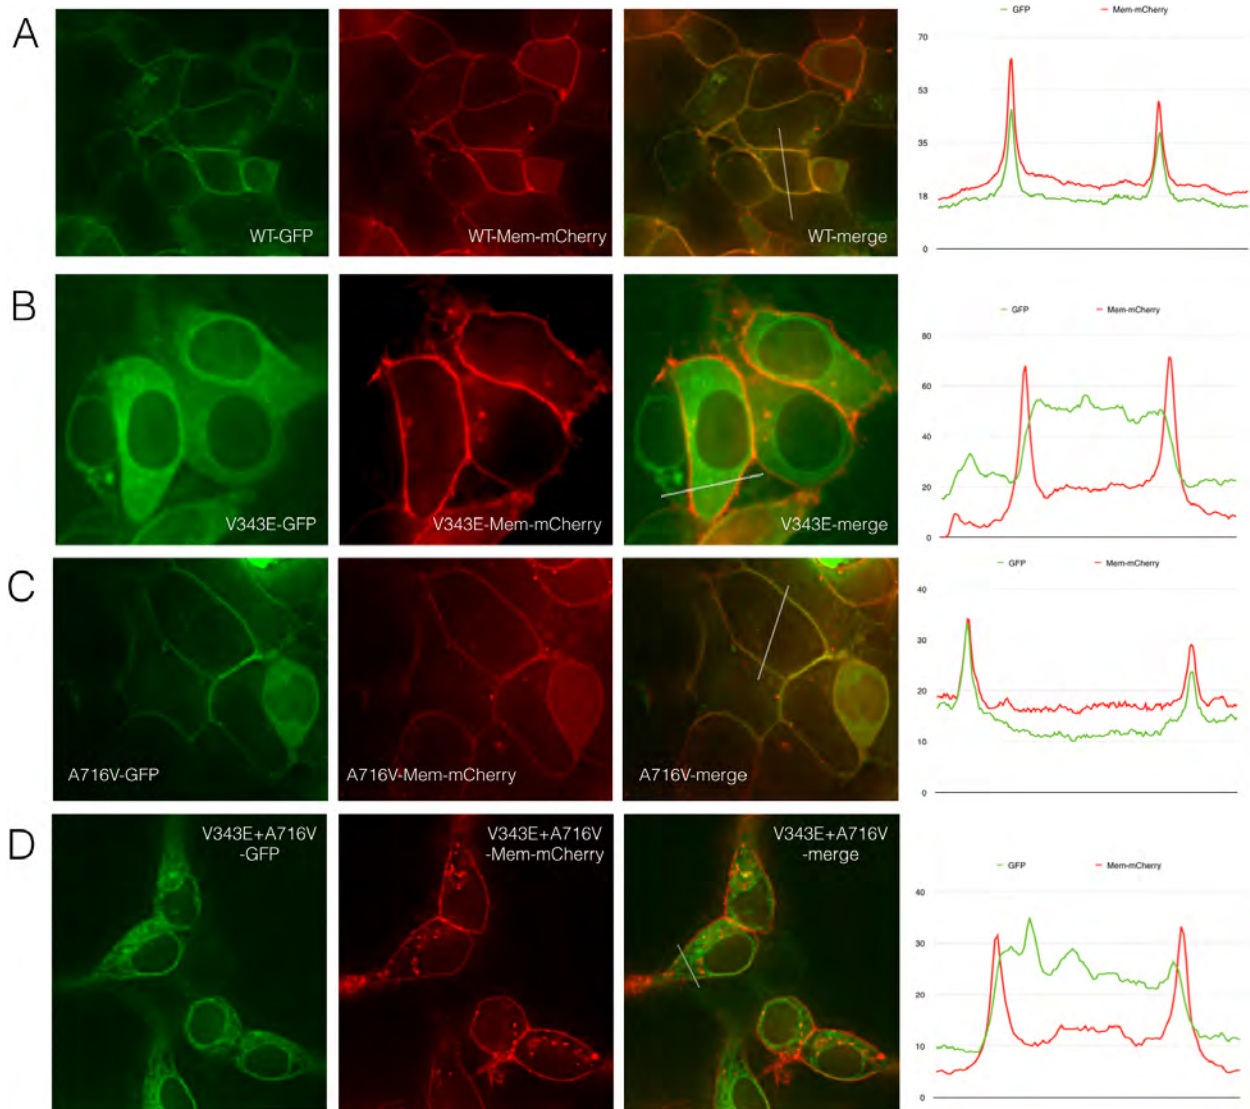 A
WT-GFP
WT-Mem-mCherry
WT-merge
GFP
Mem-mCherry
70
53
35
18
0
B
V343E-GFP
V343E-Mem-mCherry
V343E-merge
GFP
Mem-mCherry
80
60
40
20
0
C
A716V-GFP
A716V-Mem-mCherry
A716V-merge
GFP
Mem-mCherry
40
30
20
10
0
D
V343E+A716V
-GFP
V343E+A716V
-Mem-mCherry
V343E+A716V
-merge
GFP
Mem-mCherry
40
30
20
10
0